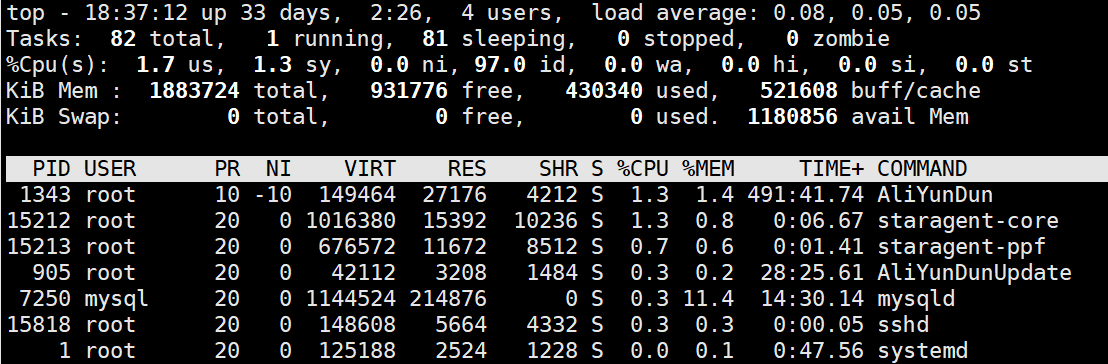 top - 18:37:12 up 33 days,  2:26,  4 users,  load average: 0.08, 0.05, 0.05
Tasks:  82 total,   1 running,  81 sleeping,   0 stopped,   0 zombie
%Cpu(s):  1.7 us,  1.3 sy,  0.0 ni, 97.0 id,  0.0 wa,  0.0 hi,  0.0 si,  0.0 st
KiB Mem :  1883724 total,   931776 free,   430340 used,   521608 buff/cache
KiB Swap:        0 total,        0 free,        0 used.  1180856 avail Mem
  PID USER      PR  NI    VIRT    RES    SHR S %CPU %MEM     TIME+ COMMAND
 1343 root      10 -10  149464  27176   4212 S  1.3  1.4 491:41.74 AliYunDun
15212 root      20   0 1016380  15392  10236 S  1.3  0.8   0:06.67 staragent-core
15213 root      20   0  676572  11672   8512 S  0.7  0.6   0:01.41 staragent-ppf
  905 root      20   0   42112   3208   1484 S  0.3  0.2  28:25.61 AliYunDunUpdate
 7250 mysql     20   0 1144524 214876      0 S  0.3 11.4  14:30.14 mysqld
15818 root      20   0  148608   5664   4332 S  0.3  0.3   0:00.05 sshd
    1 root      20   0  125188   2524   1228 S  0.0  0.1   0:47.56 systemd